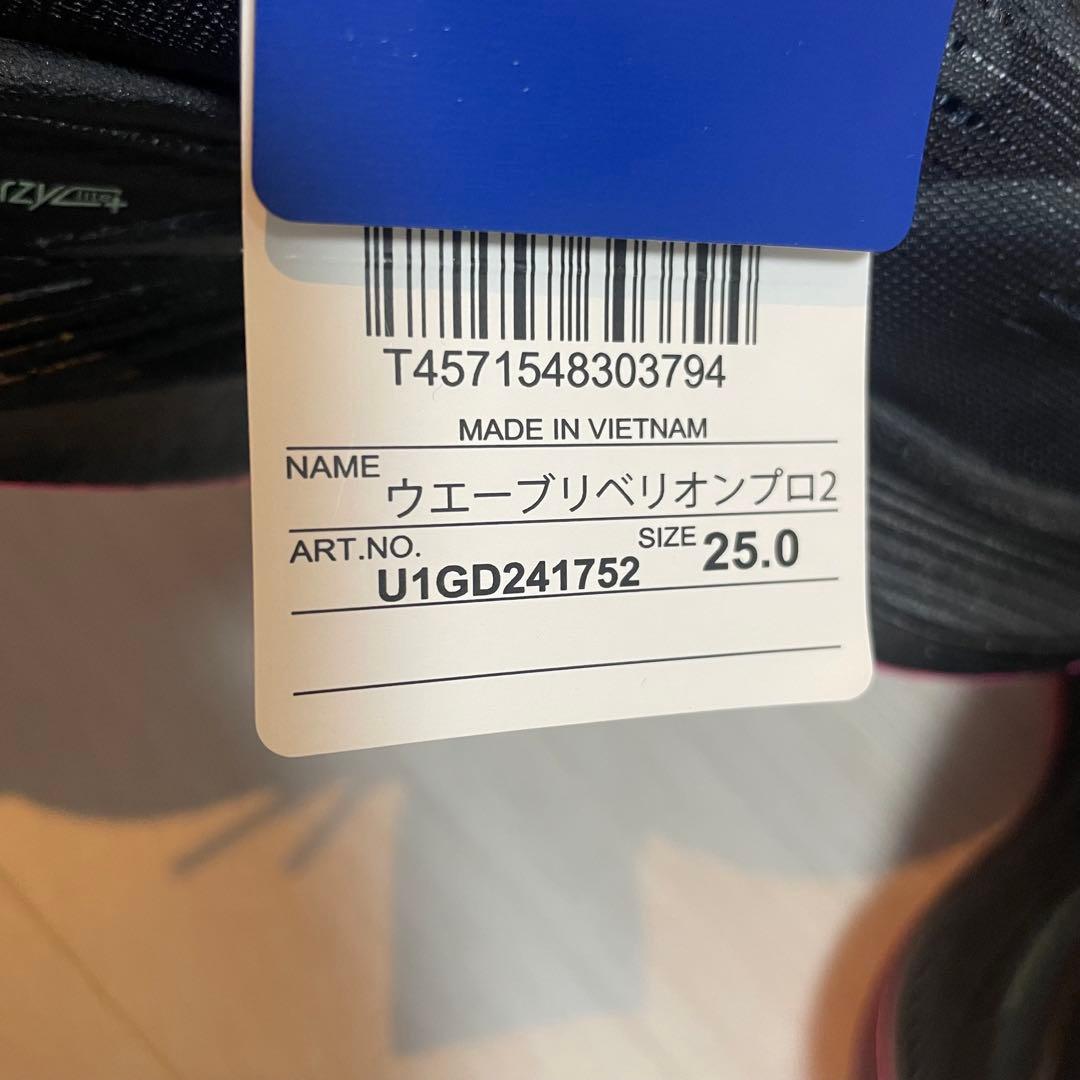 T4571548303794
MADE IN VIETNAM
NAME
ウエーブリベリオンプロ2
ART.NO.
U1GD241752
SIZE 25.0